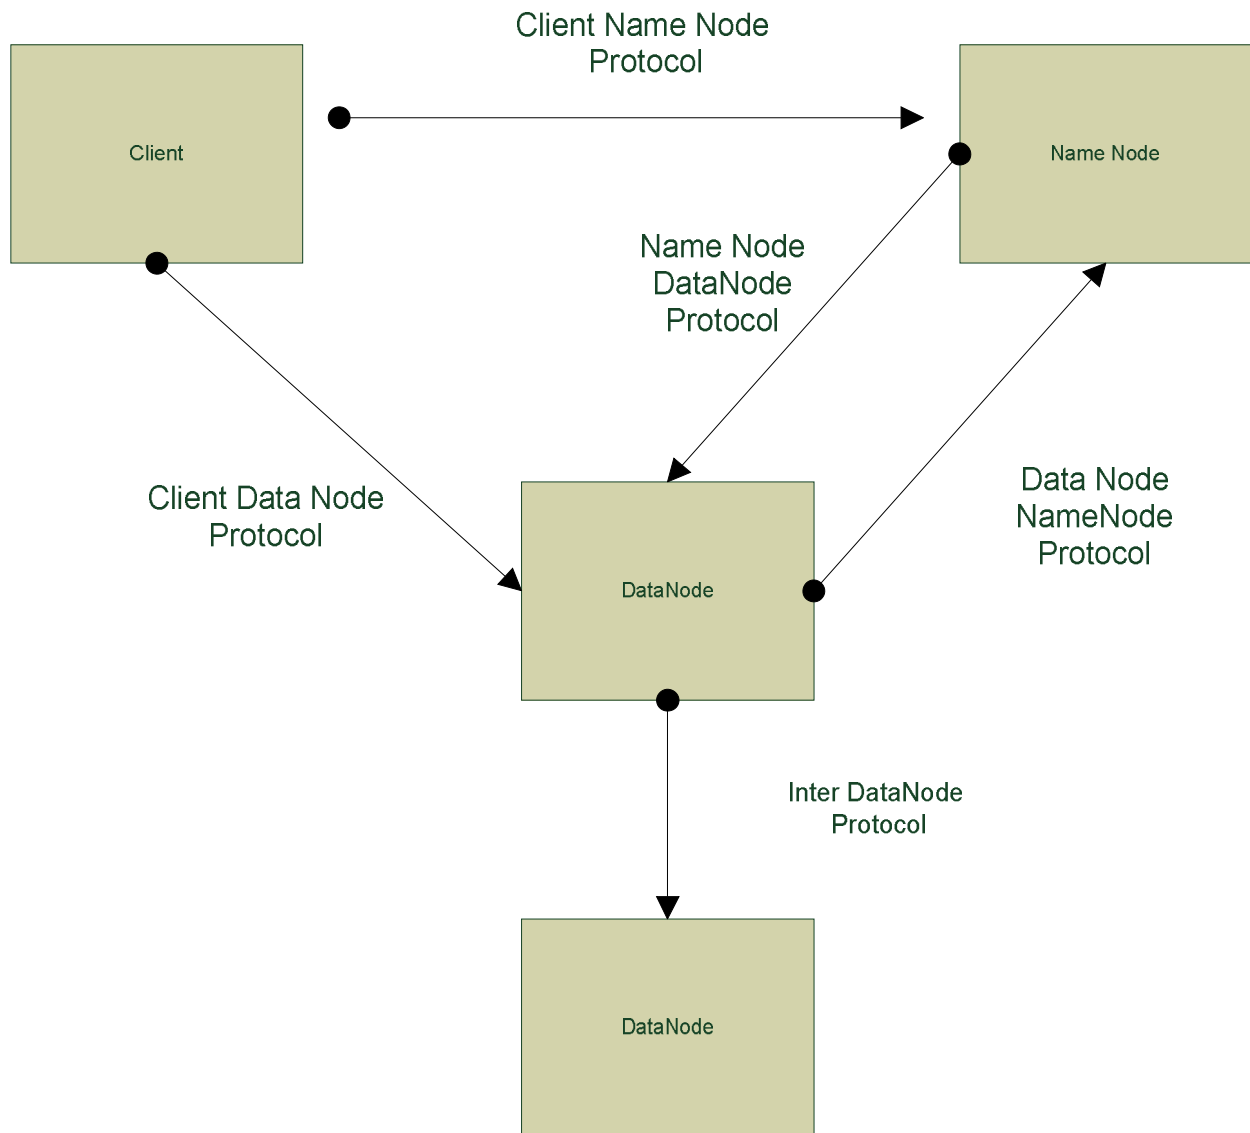 Client Name Node
Protocol
Client
Name Node
Name Node
DataNode
Protocol
Client Data Node
Protocol
Data Node
NameNode
Protocol
DataNode
Inter DataNode
Protocol
DataNode